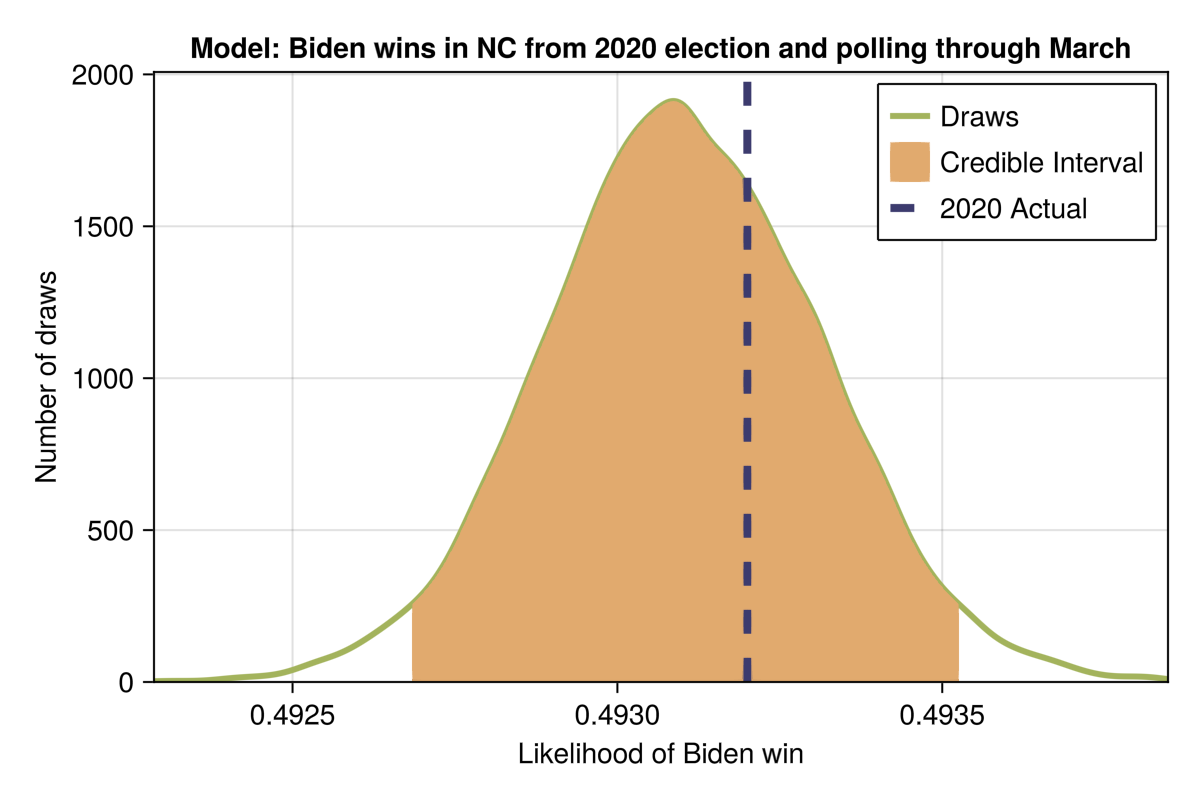 Model: Biden wins in NC from 2020 election and polling through March
2000
1500
1000
500
0
Number of draws
Draws
Credible Interval
2020 Actual
0.4925
0.4930
0.4935
Likelihood of Biden win